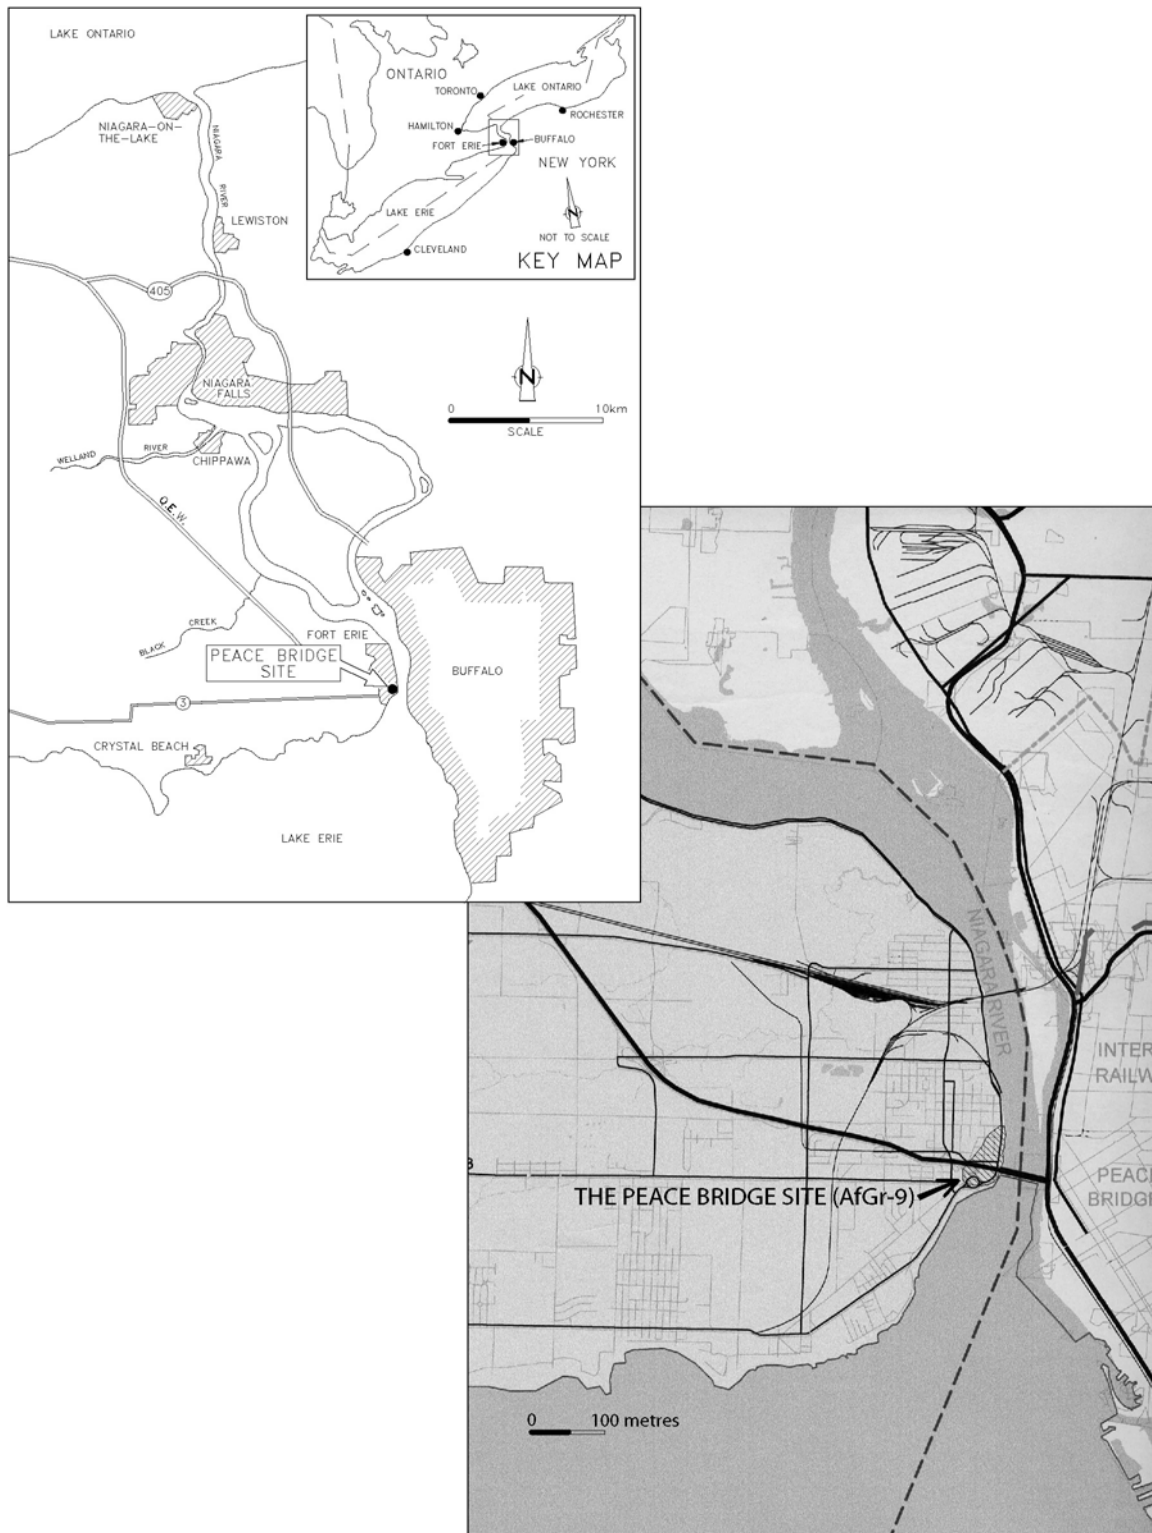 LAKE ONTARIO
NIAGARA-ON-
THE-LAKE
NIAGARA
RIVER
LEWISTON
405
NIAGARA
FALLS
WELLAND
RIVER
CHIPPAWA
Q.E.W.
BLACK
CREEK
FORT ERIE
PEACE BRIDGE
SITE
BUFFALO
3
CRYSTAL BEACH
LAKE ERIE
N
0 10km
SCALE
ONTARIO
TORONTO
LAKE ONTARIO
HAMILTON
ROCHESTER
FORT ERIE
BUFFALO
NEW YORK
LAKE ERIE
N
NOT TO SCALE
CLEVELAND
KEY MAP
NIAGARA RIVER
INTER
RAILW
3
PEACE
BRIDGE
THE PEACE BRIDGE SITE (AfGr-9)
0 100 metres